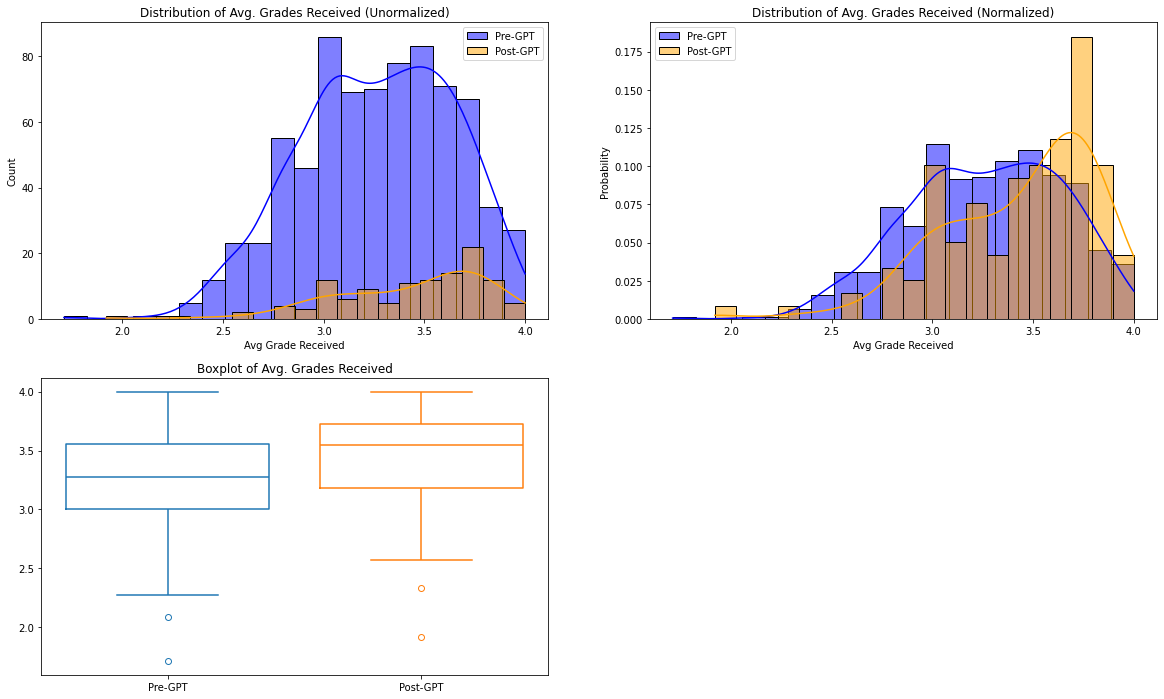 Distribution of Avg. Grades Received (Unormalized)
Count
80
60
40
20
0
2.0 2.5 3.0 3.5 4.0
Avg Grade Received
Pre-GPT
Post-GPT
Distribution of Avg. Grades Received (Normalized)
Probability
0.175
0.150
0.125
0.100
0.075
0.050
0.025
0.000
2.0 2.5 3.0 3.5 4.0
Avg Grade Received
Pre-GPT
Post-GPT
Boxplot of Avg. Grades Received
4.0
3.5
3.0
2.5
2.0
Pre-GPT Post-GPT